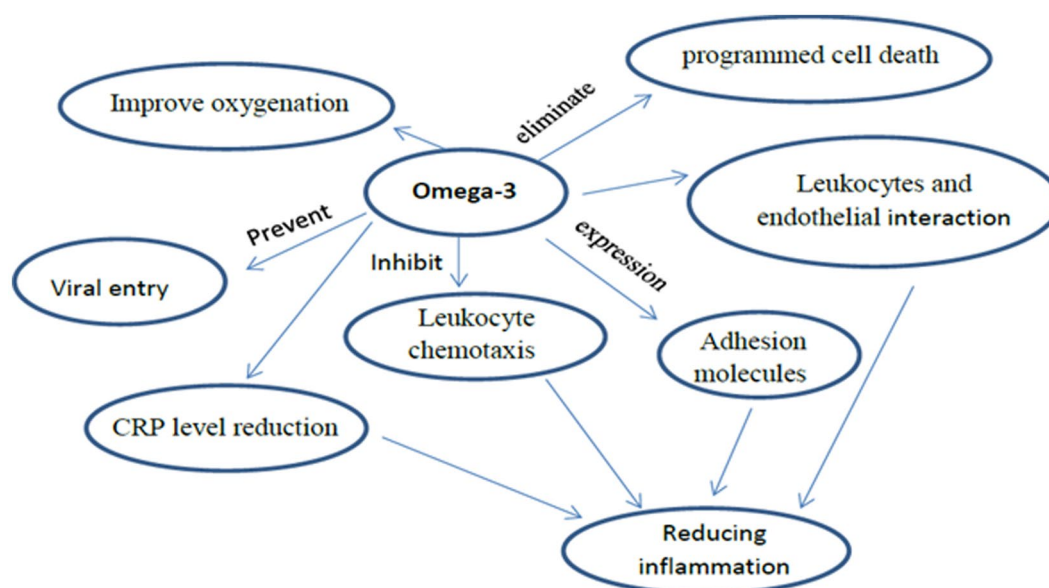 programmed cell death
Improve oxygenation
eliminate
Omega-3
Leukocytes and
endothelial interaction
Prevent
expression
Inhibit
Viral entry
Leukocyte
chemotaxis
Adhesion
molecules
CRP level reduction
Reducing
inflammation